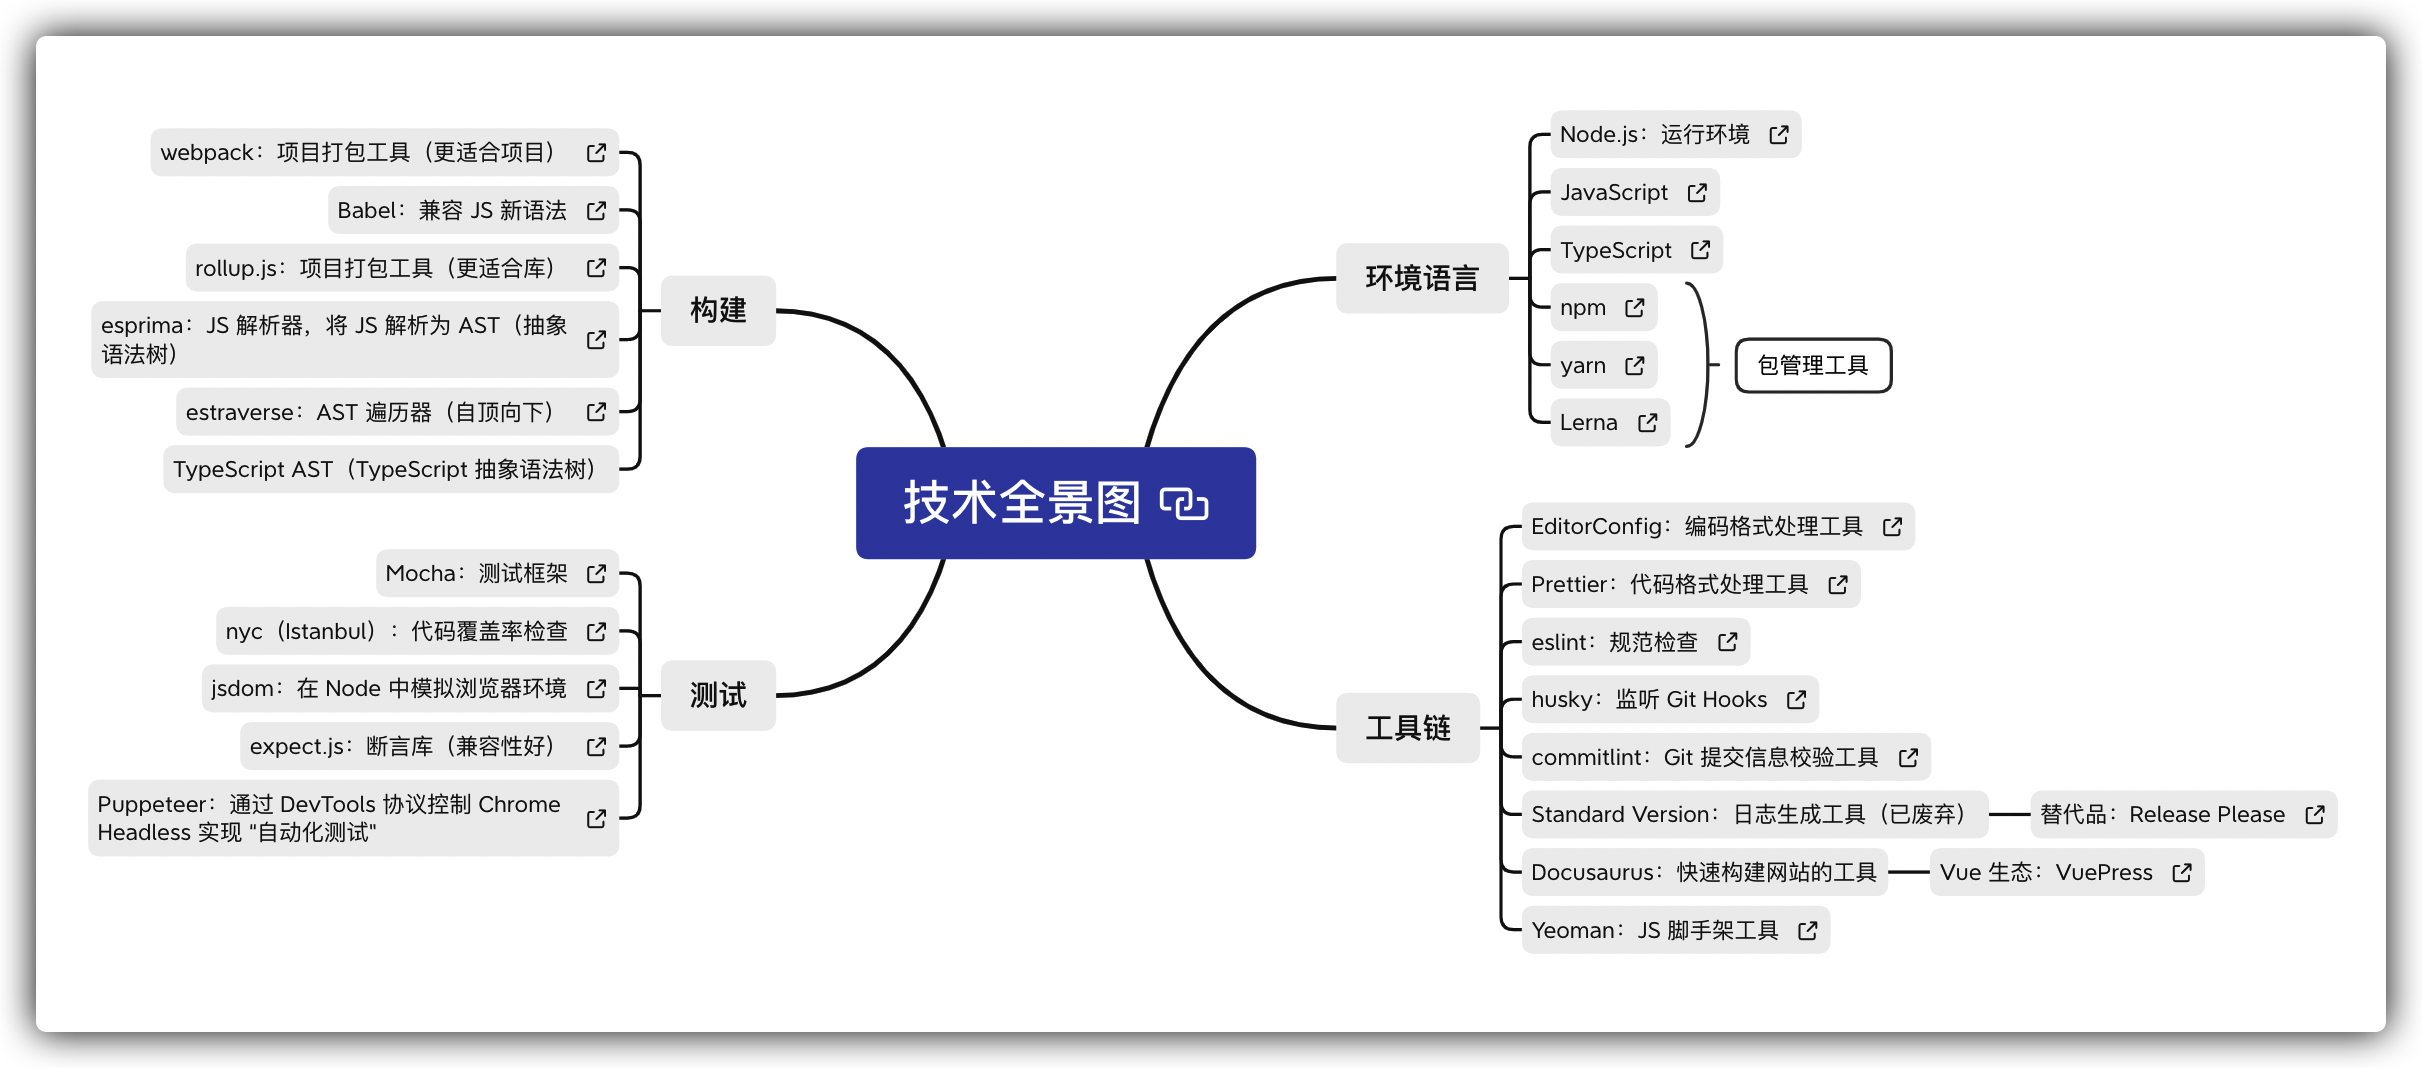 技术全景图
环境语言
Node.js：运行环境
JavaScript
TypeScript
npm
yarn
Lerna
包管理工具
工具链
EditorConfig：编码格式处理工具
Prettier：代码格式处理工具
eslint：规范检查
husky：监听 Git Hooks
commitlint：Git 提交信息校验工具
Standard Version：日志生成工具（已废弃）
替代品：Release Please
Docusaurus：快速构建网站的工具
Vue 生态：VuePress
Yeoman：JS 脚手架工具
构建
webpack：项目打包工具（更适合项目）
Babel：兼容 JS 新语法
rollup.js：项目打包工具（更适合库）
esprima：JS 解析器，将 JS 解析为 AST（抽象
语法树）
estraverse：AST 遍历器（自顶向下）
TypeScript AST（TypeScript 抽象语法树）
测试
Mocha：测试框架
nyc（Istanbul）：代码覆盖率检查
jsdom：在 Node 中模拟浏览器环境
expect.js：断言库（兼容性好）
Puppeteer：通过 DevTools 协议控制 Chrome
Headless 实现 "自动化测试"